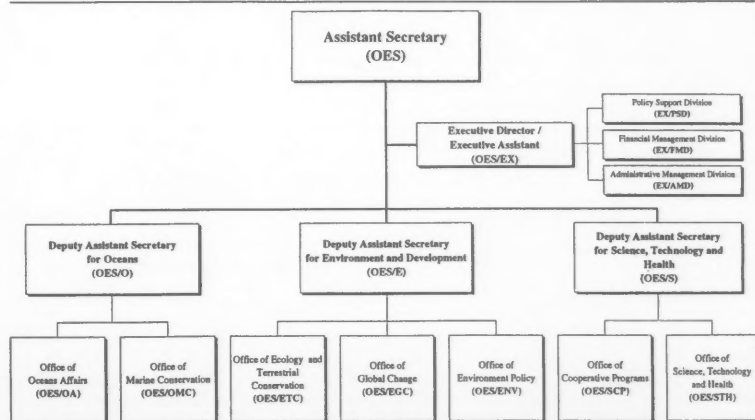 Assistant Secretary
(OES)
Executive Director /
Executive Assistant
(OES/EX)
Policy Support Division
(EX/PSD)
Financial Management Division
(EX/FMD)
Administrative Management Division
(EX/AMD)
Deputy Assistant Secretary
for Oceans
(OES/O)
Deputy Assistant Secretary
for Environment and Development
(OES/E)
Deputy Assistant Secretary
for Science, Technology and
Health
(OES/S)
Office of
Oceans Affairs
(OES/OA)
Office of
Marine Conservation
(OES/OMC)
Office of Ecology and
Terrestrial
Conservation
(OES/ETC)
Office of
Global Change
(OES/EGC)
Office of
Environment Policy
(OES/ENV)
Office of
Cooperative Programs
(OES/SCP)
Office of
Science, Technology
and Health
(OES/STH)